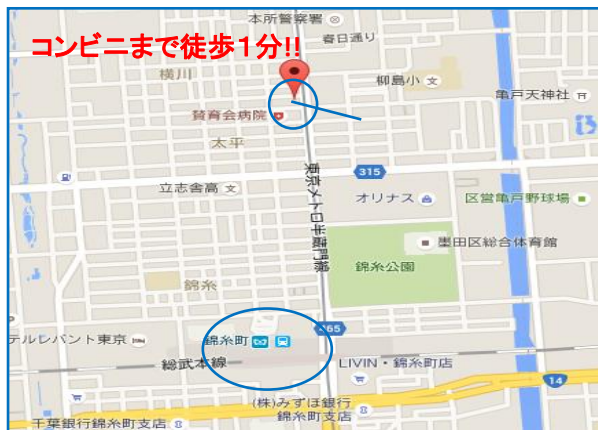 本所警察署
コンビニまで徒歩1分!!
春日通り
横川
柳島小
亀戸天神社
賛育会病院
太平
315
立志舎高
東京メトロ半蔵門線
オリナス
区営亀戸野球場
墨田区総合体育館
錦糸公園
錦糸
465
テルレバント東京
錦糸町
総武本線
LIVIN・錦糸町店
14
(株)みずほ銀行
錦糸町支店
千葉銀行錦糸町支店